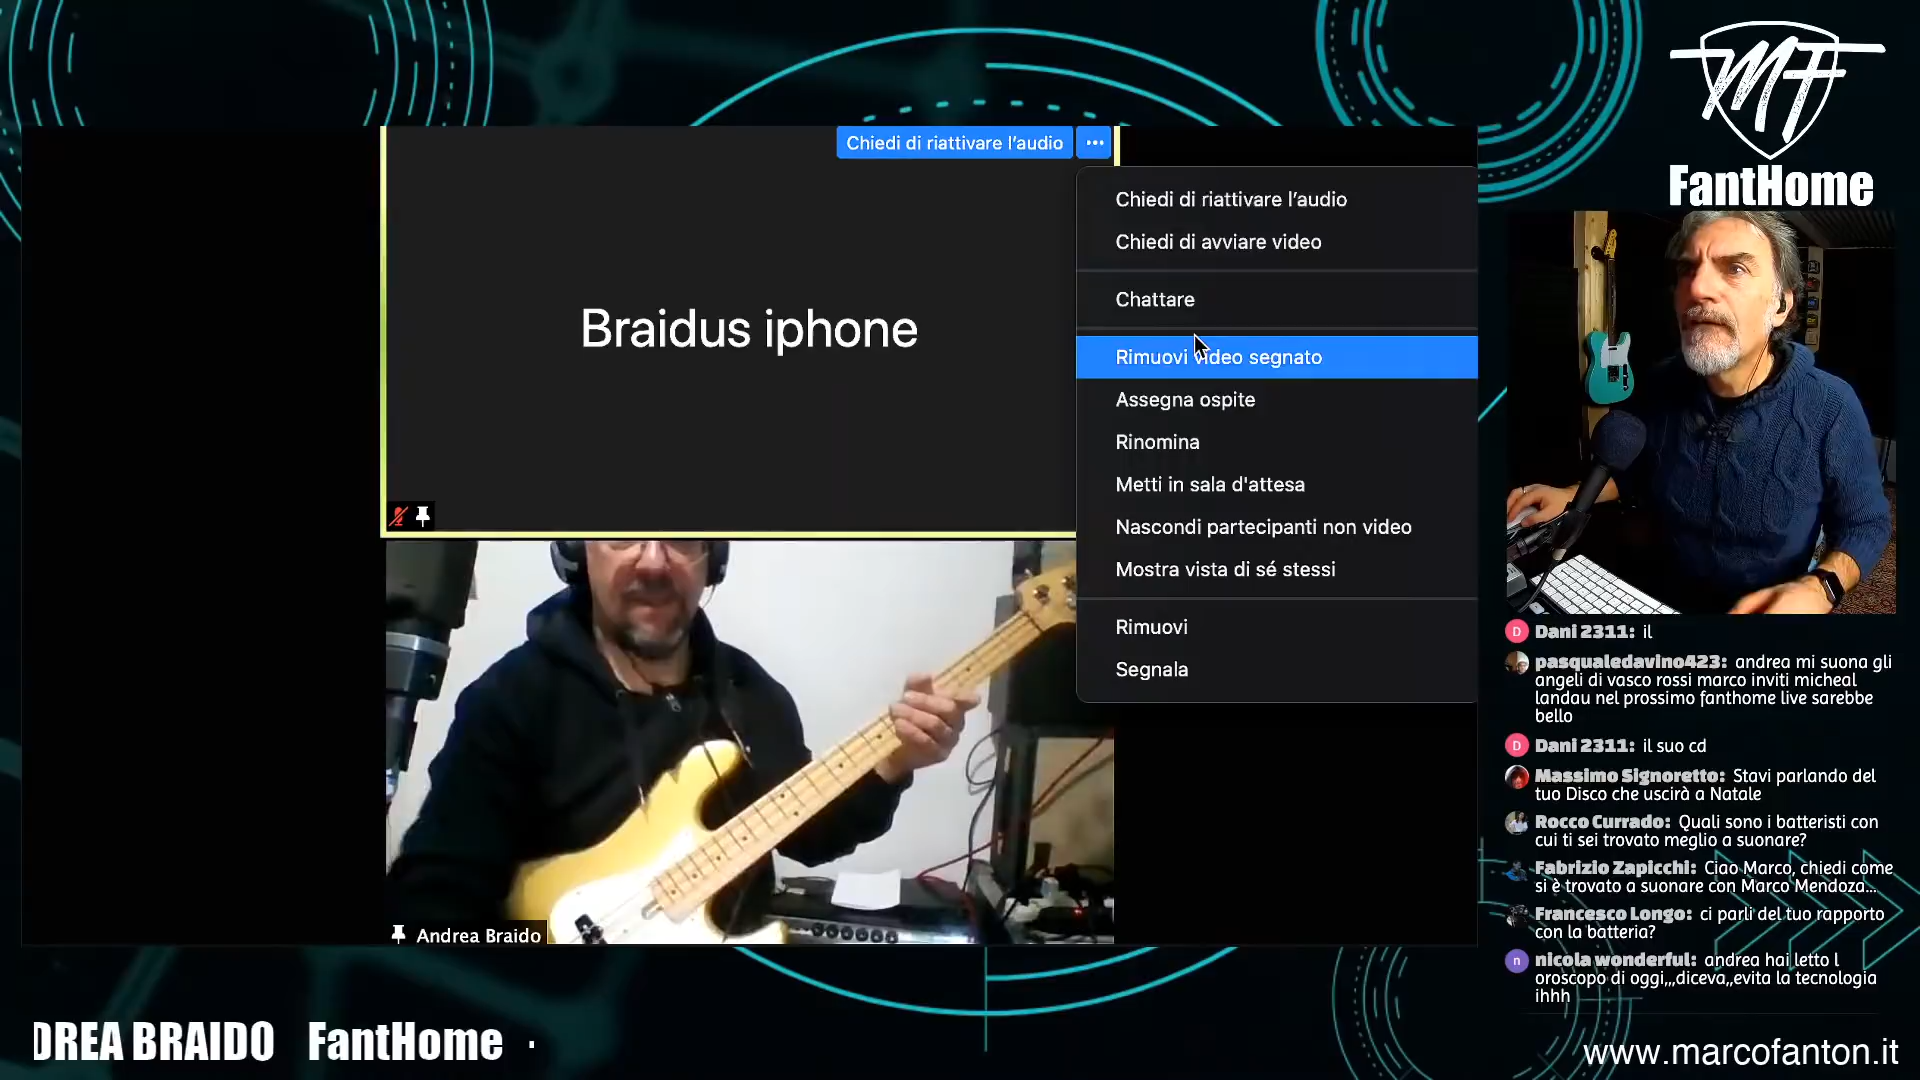 MF
FantHome
Chiedi di riattivare l’audio
Braidus iphone
Chiedi di riattivare l’audio
Chiedi di avviare video
Chattare
Rimuovi video segnato
Assegna ospite
Rinomina
Metti in sala d'attesa
Nascondi partecipanti non video
Mostra vista di sé stessi
Rimuovi
Segnala
Andrea Braido
D
Dani 2311: il
pasqualedavino423: andrea mi suona gli
angeli di vasco rossi marco inviti micheal
landau nel prossimo fanthome live sarebbe
bello
D
Dani 2311: il suo cd
Massimo Signoretto: Stavi parlando del
tuo Disco che uscirà a Natale
Rocco Currado: Quali sono i batteristi con
cui ti sei trovato meglio a suonare?
Fabrizio Zapicchi: Ciao Marco, chiedi come
si è trovato a suonare con Marco Mendoza...
Francesco Longo: ci parli del tuo rapporto
con la batteria?
n
nicola wonderful: andrea hai letto l
oroscopo di oggi,,,diceva,,evita la tecnologia
ihhh
DREA BRAIDO FantHome ·
www.marcofanton.it